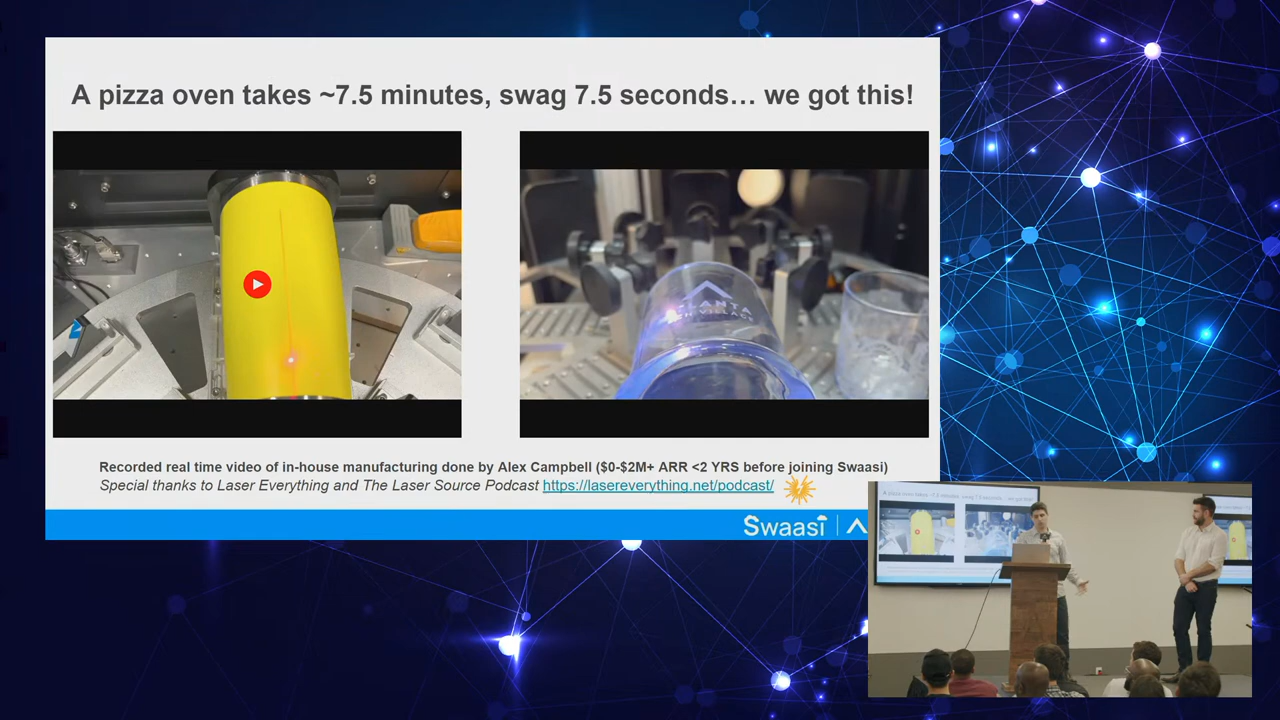 A pizza oven takes ~7.5 minutes, swag 7.5 seconds… we got this!
Recorded real time video of in-house manufacturing done by Alex Campbell ($0-$2M+ ARR <2 YRS before joining Swaasi)
Special thanks to Laser Everything and The Laser Source Podcast https://lasereverything.net/podcast/
Swaasi